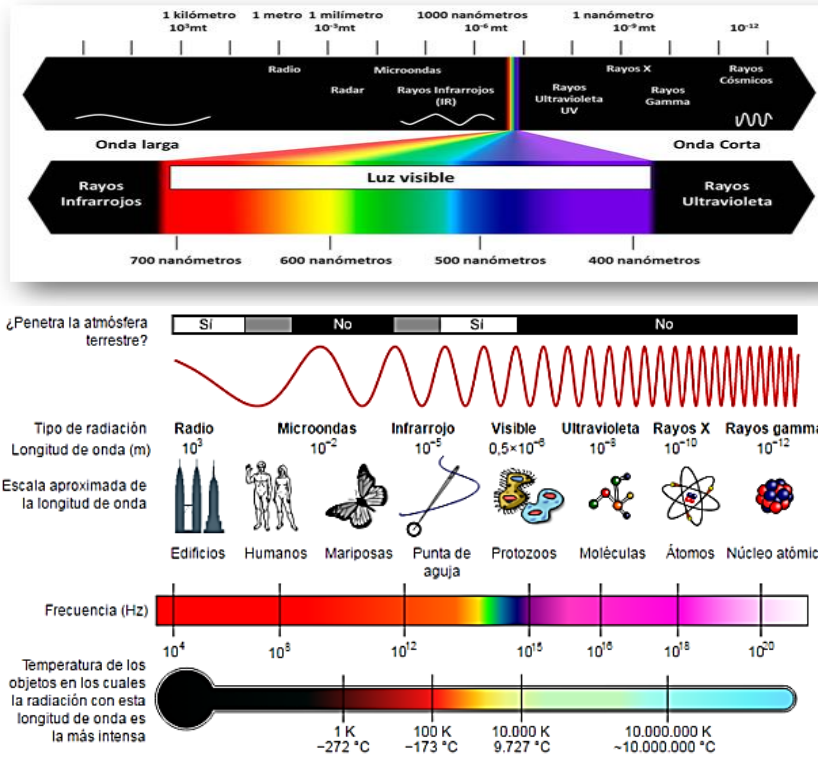 1 kilómetro 1 metro 1 milímetro 1000 nanómetros 1 nanómetro
10³mt 10⁻³mt 10⁻⁶ mt 10⁻⁹ mt 10⁻¹²
Radio Microondas Rayos X Rayos Cósmicos
Radar Rayos Infrarrojos (IR) Rayos Ultravioleta UV Rayos Gamma
Onda larga Onda Corta
Rayos Infrarrojos Luz visible Rayos Ultravioleta
700 nanómetros 600 nanómetros 500 nanómetros 400 nanómetros
¿Penetra la atmósfera terrestre? Sí No Sí No
Tipo de radiación Radio Microondas Infrarrojo Visible Ultravioleta Rayos X Rayos gamma
Longitud de onda (m) 10³ 10⁻² 10⁻⁵ 0,5×10⁻⁶ 10⁻⁸ 10⁻¹⁰ 10⁻¹²
Escala aproximada de
la longitud de onda
Edificios Humanos Mariposas Punta de aguja Protozoos Moléculas Átomos Núcleo atómic
Frecuencia (Hz)
10⁴ 10⁸ 10¹² 10¹⁵ 10¹⁶ 10¹⁸ 10⁻²⁰
Temperatura de los
objetos en los cuales
la radiación con esta
longitud de onda es
la más intensa
1 K 100 K 10.000 K 10.000.000 K
−272 °C −173 °C 9.727 °C ~10.000.000 °C